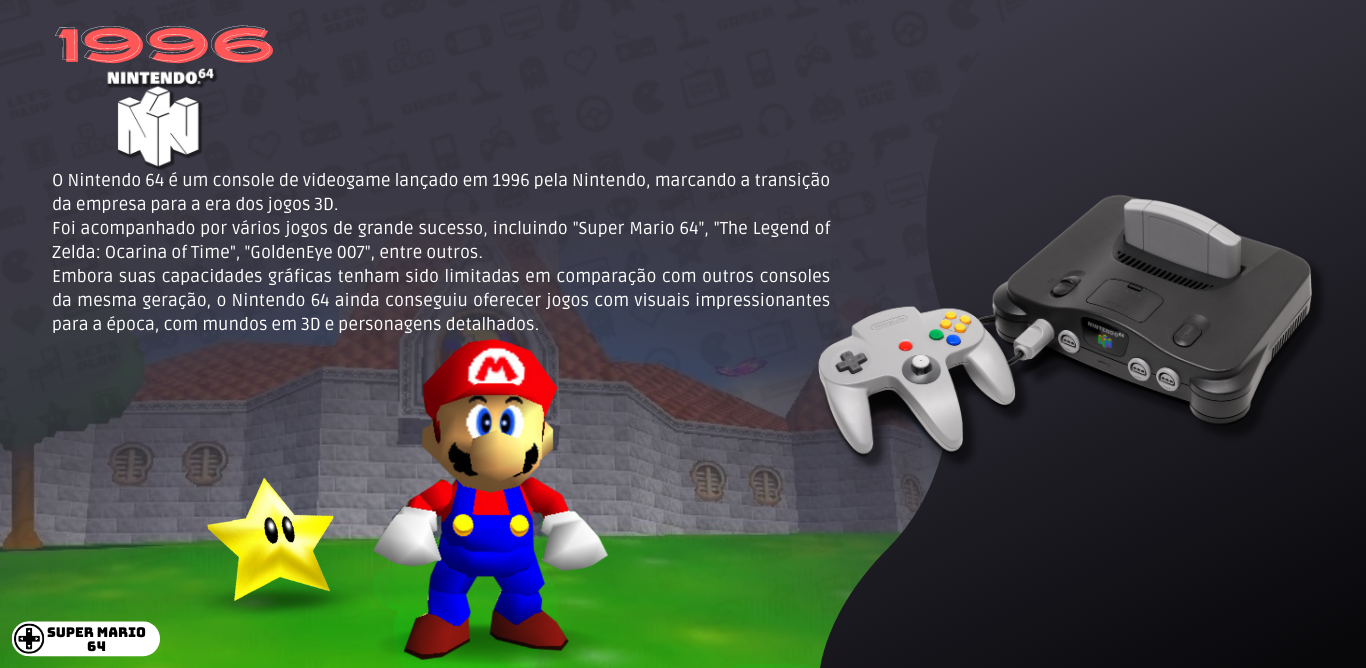 1996
NINTENDO.64
O Nintendo 64 é um console de videogame lançado em 1996 pela Nintendo, marcando a transição
da empresa para a era dos jogos 3D.
Foi acompanhado por vários jogos de grande sucesso, incluindo "Super Mario 64", "The Legend of
Zelda: Ocarina of Time", "GoldenEye 007", entre outros.
Embora suas capacidades gráficas tenham sido limitadas em comparação com outros consoles
da mesma geração, o Nintendo 64 ainda conseguiu oferecer jogos com visuais impressionantes
para a época, com mundos em 3D e personagens detalhados.
NINTENDO64
M
SUPER MARIO
64